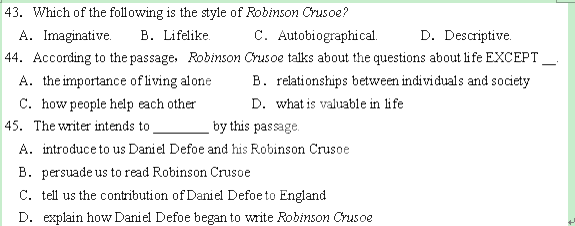 43. Which of the following is the style of Robinson Crusoe?
A. Imaginative. B. Lifelike. C. Autobiographical. D. Descriptive.
44. According to the passage, Robinson Crusoe talks about the questions about life EXCEPT __.
A. the importance of living alone B. relationships between individuals and society
C. how people help each other D. what is valuable in life
45. The writer intends to ________ by this passage.
A. introduce to us Daniel Defoe and his Robinson Crusoe
B. persuade us to read Robinson Crusoe
C. tell us the contribution of Daniel Defoe to England
D. explain how Daniel Defoe began to write Robinson Crusoe